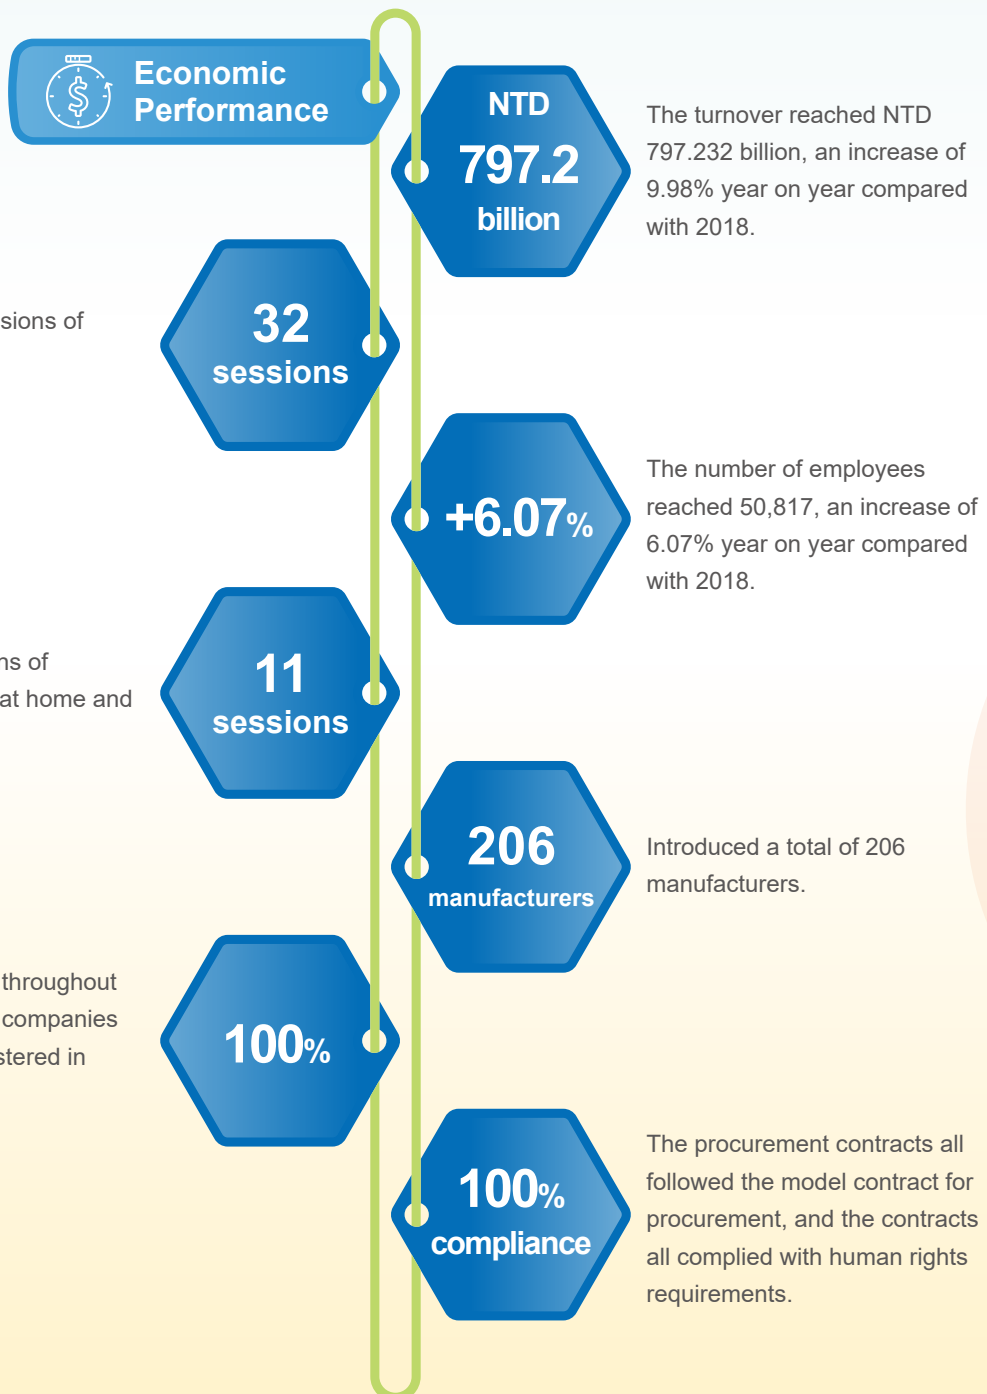 Economic
Performance
NTD
797.2
billion
The turnover reached NTD
797.232 billion, an increase of
9.98% year on year compared
with 2018.
sions of
32
sessions
+6.07%
The number of employees
reached 50,817, an increase of
6.07% year on year compared
with 2018.
ns of
at home and
11
sessions
206
manufacturers
Introduced a total of 206
manufacturers.
throughout
companies
stered in
100%
100%
compliance
The procurement contracts all
followed the model contract for
procurement, and the contracts
all complied with human rights
requirements.